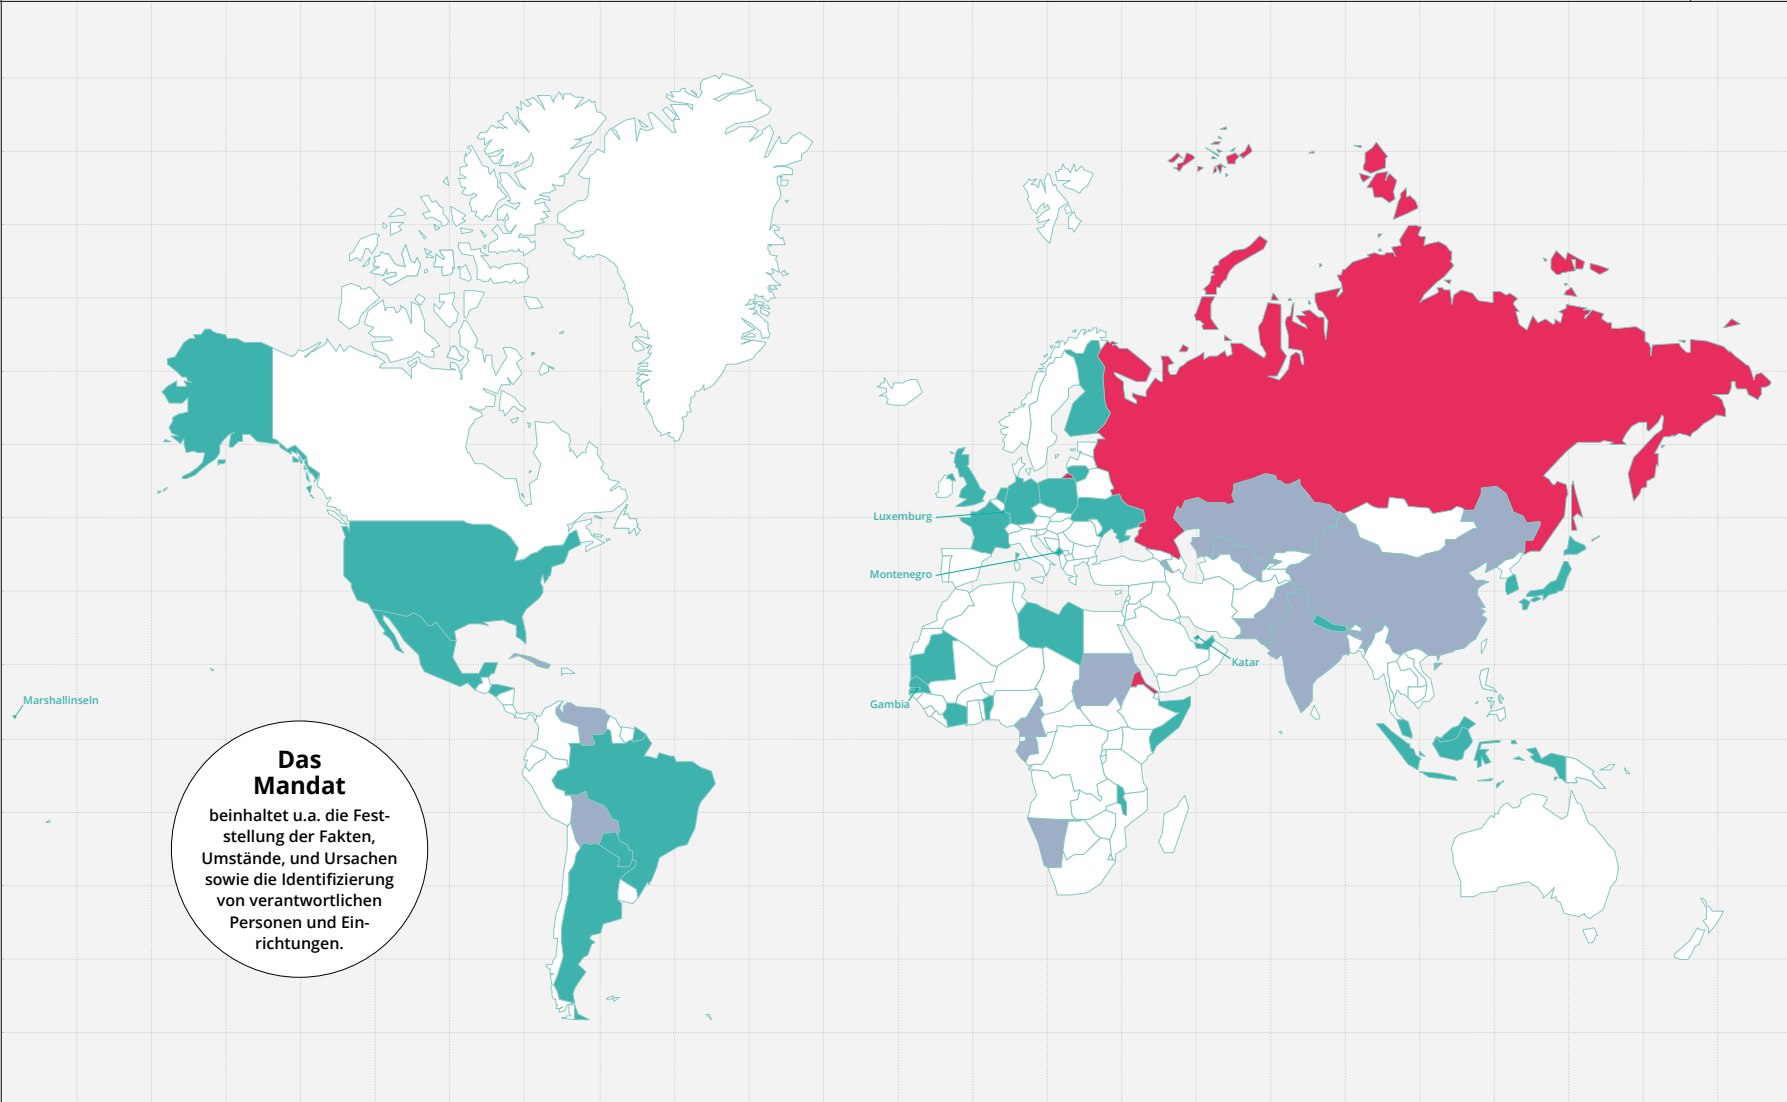 Luxemburg
Montenegro
Katar
Gambia
Marshallinseln
Das
Mandat
beinhaltet u.a. die Fest-
stellung der Fakten,
Umstände, und Ursachen
sowie die Identifizierung
von verantwortlichen
Personen und Ein-
richtungen.